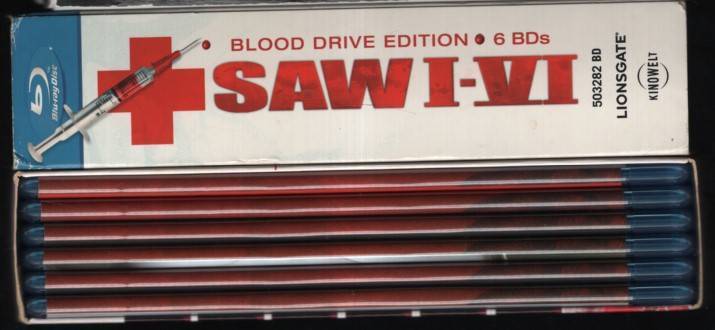 Blu-ray Disc
BLOOD DRIVE EDITION • 6 BDs
SAW I-VI
503282 BD
LIONSGATE
KINOWELT